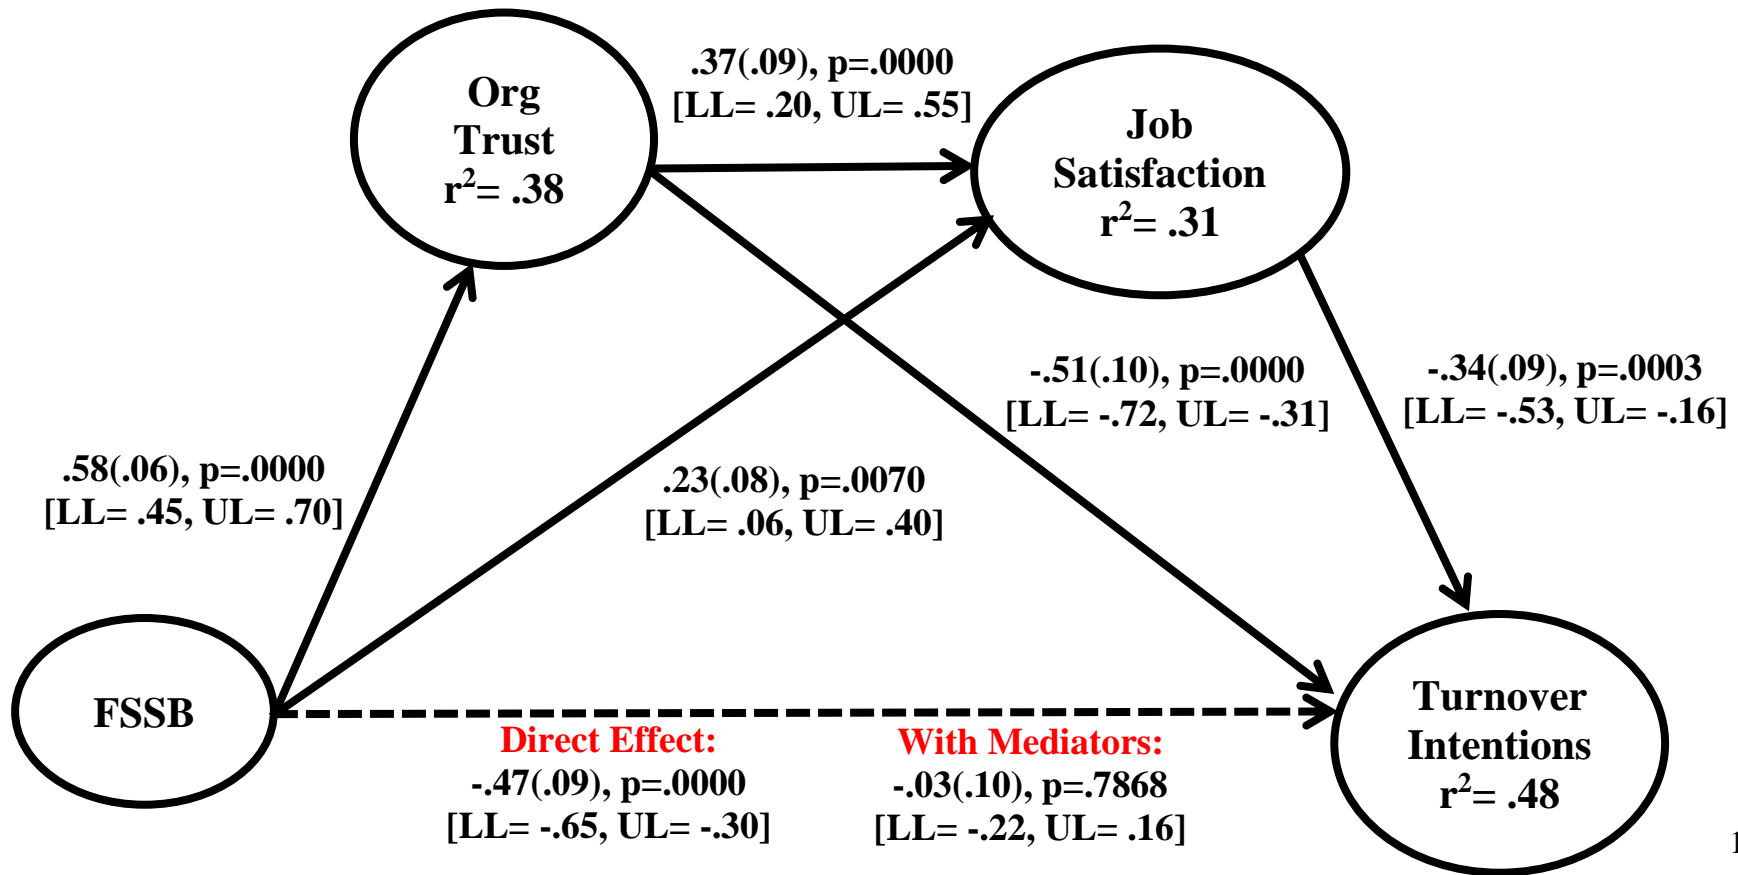 Org
Trust
r²= .38
.37(.09), p=.0000
[LL= .20, UL= .55]
Job
Satisfaction
r²= .31
-.51(.10), p=.0000
[LL= -.72, UL= -.31]
-.34(.09), p=.0003
[LL= -.53, UL= -.16]
.58(.06), p=.0000
[LL= .45, UL= .70]
.23(.08), p=.0070
[LL= .06, UL= .40]
FSSB
Direct Effect:
-.47(.09), p=.0000
[LL= -.65, UL= -.30]
With Mediators:
-.03(.10), p=.7868
[LL= -.22, UL= .16]
Turnover
Intentions
r²= .48
1